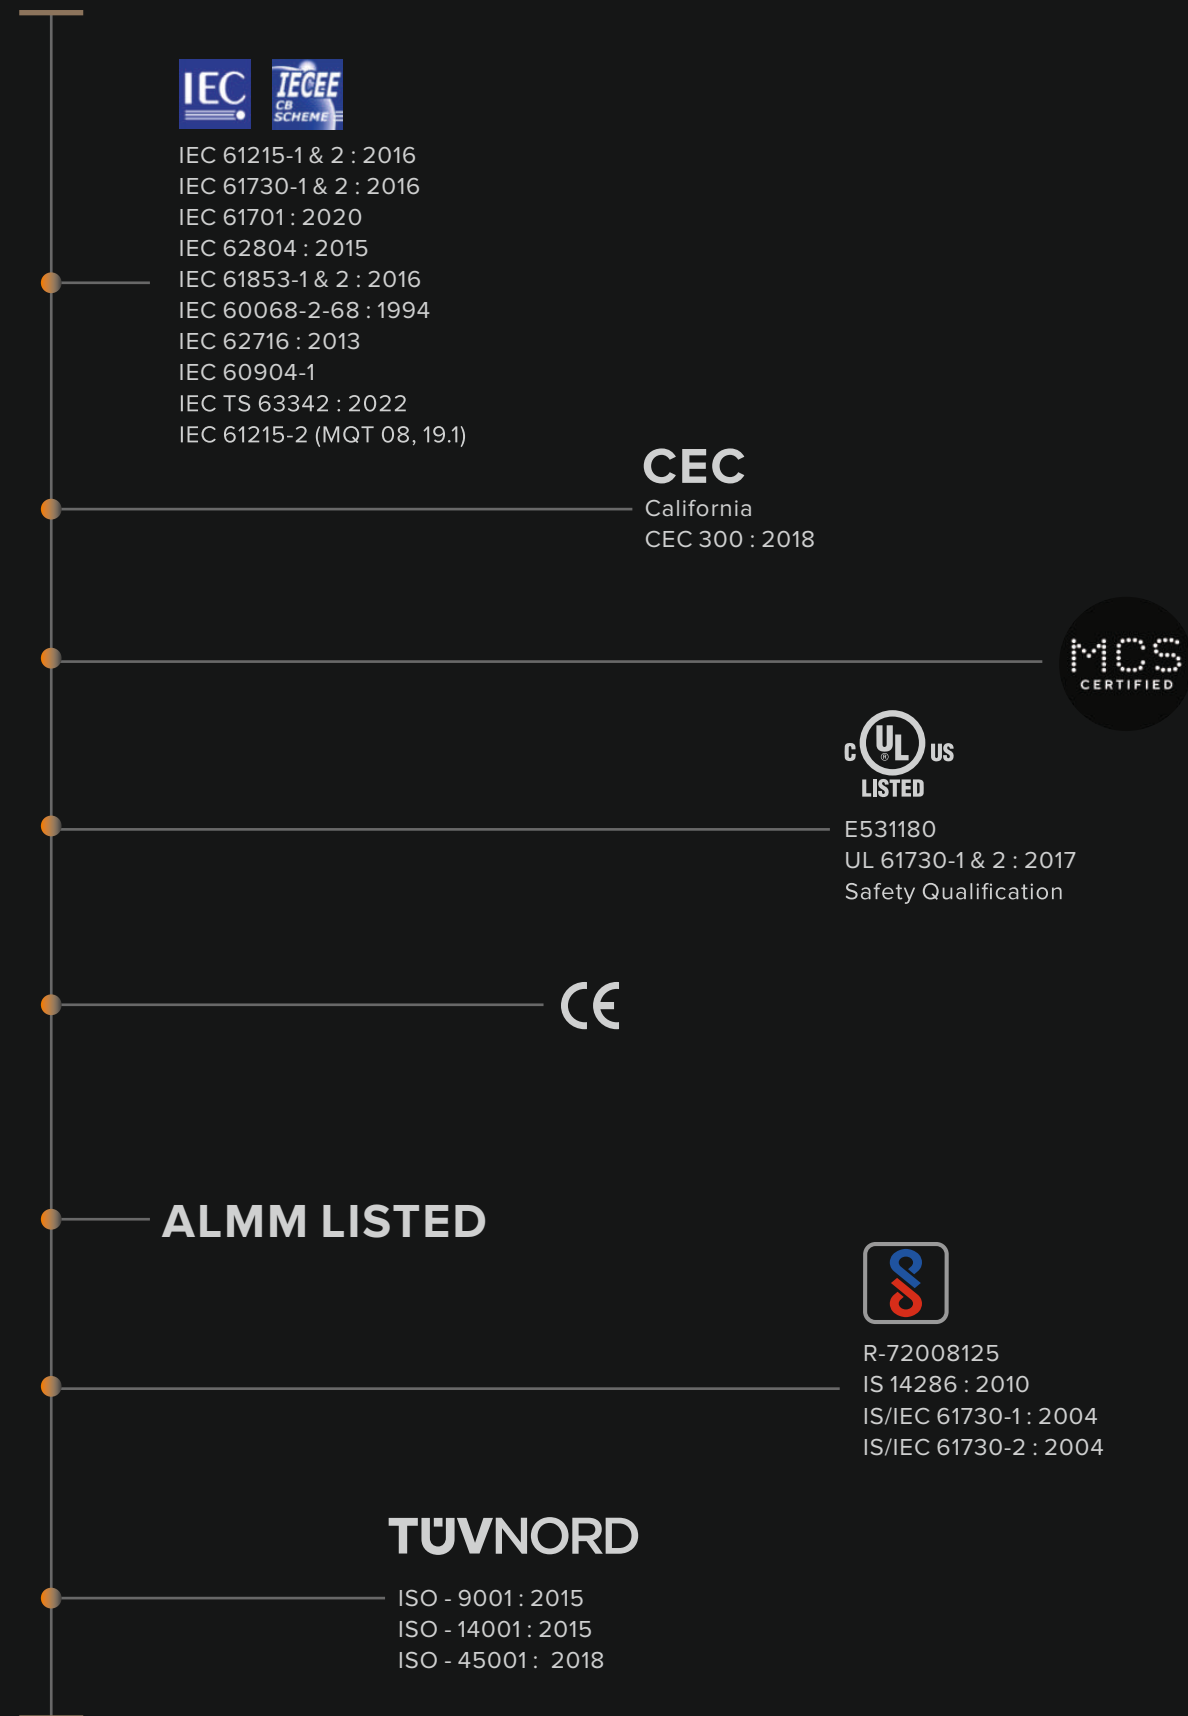 IEC
IECEE
CB
SCHEME
IEC 61215-1 & 2 : 2016
IEC 61730-1 & 2 : 2016
IEC 61701 : 2020
IEC 62804 : 2015
IEC 61853-1 & 2 : 2016
IEC 60068-2-68 : 1994
IEC 62716 : 2013
IEC 60904-1
IEC TS 63342 : 2022
IEC 61215-2 (MQT 08, 19.1)
CEC
California
CEC 300 : 2018
MCS
CERTIFIED
C UL ® US
LISTED
E531180
UL 61730-1 & 2 : 2017
Safety Qualification
CE
ALMM LISTED
R-72008125
IS 14286 : 2010
IS/IEC 61730-1 : 2004
IS/IEC 61730-2 : 2004
TÜVNORD
ISO - 9001 : 2015
ISO - 14001 : 2015
ISO - 45001 :  2018